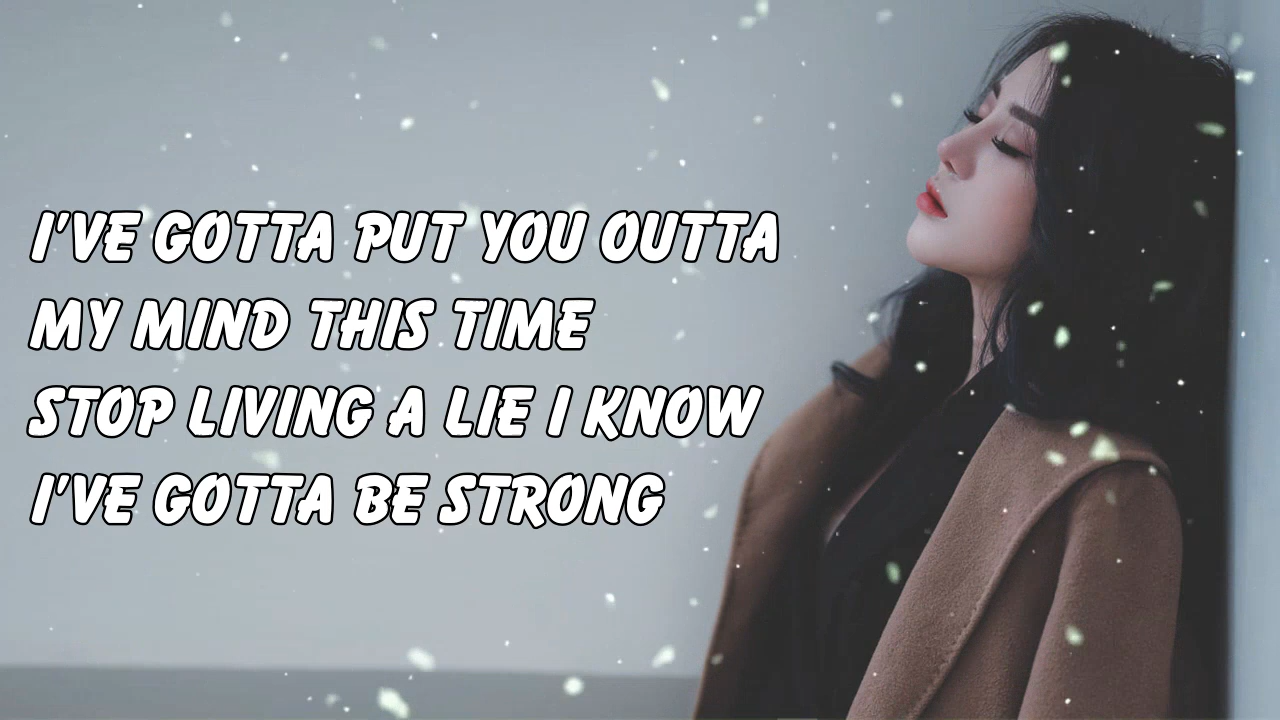 I'VE GOTTA PUT YOU OUTTA
MY MIND THIS TIME
STOP LIVING A LIE I KNOW
I'VE GOTTA BE STRONG